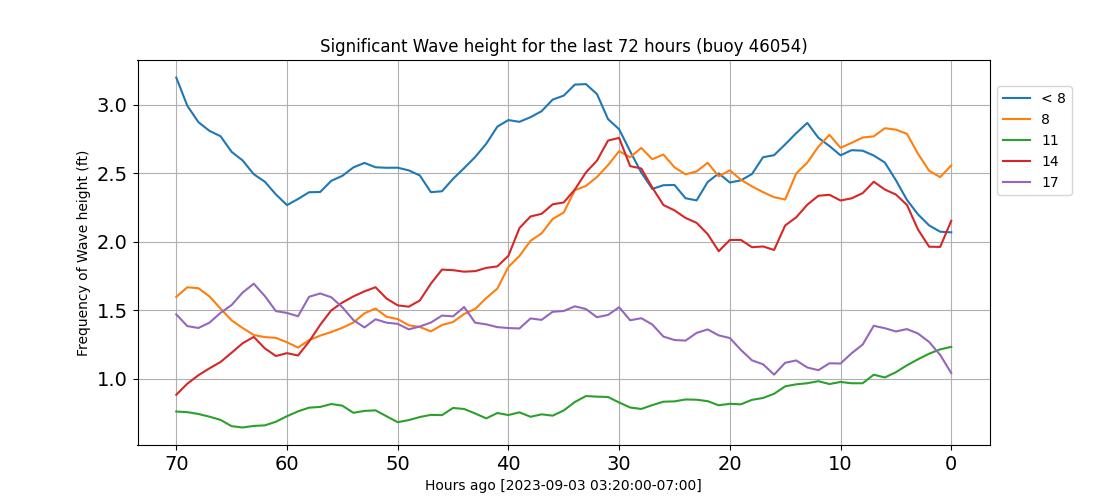 Significant Wave height for the last 72 hours (buoy 46054)
Frequency of Wave height (ft)
3.0
2.5
2.0
1.5
1.0
70 60 50 40 30 20 10 0
Hours ago [2023-09-03 03:20:00-07:00]
< 8
8
11
14
17